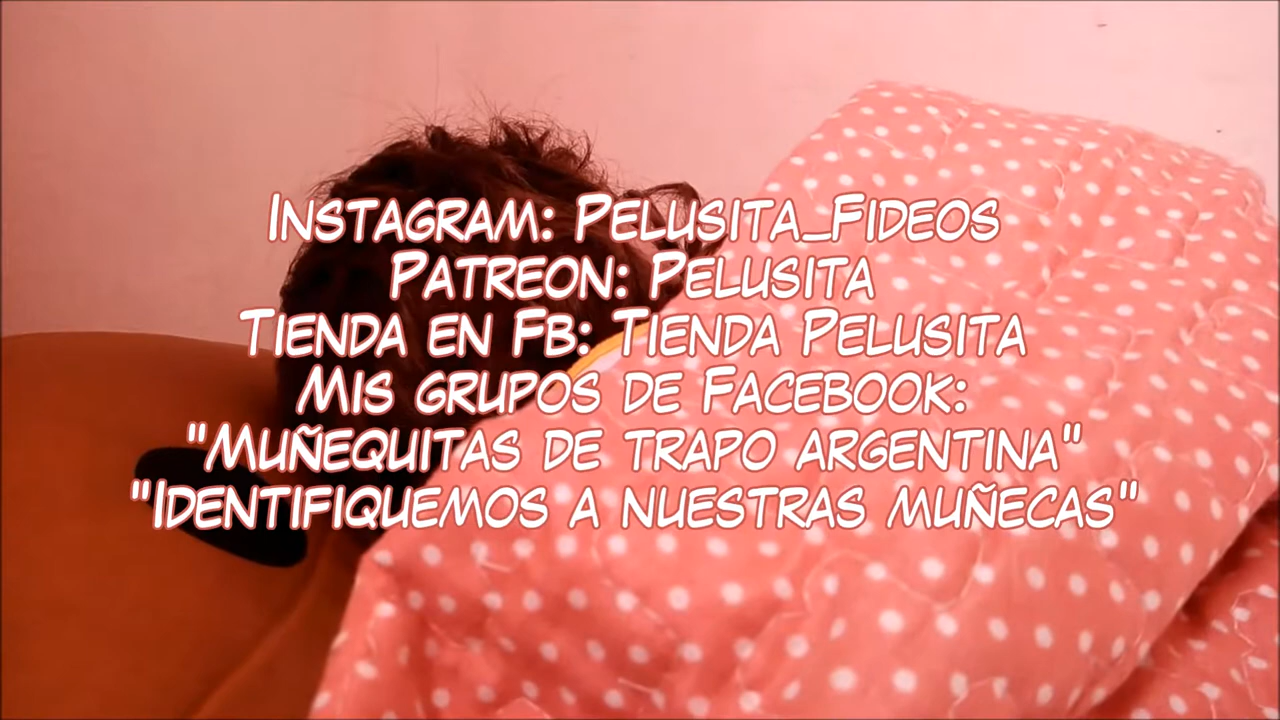 Instagram: Pelusita_Fideos
Patreon: Pelusita
Tienda en Fb: Tienda Pelusita
Mis grupos de Facebook:
"Muñequitas de trapo argentina"
"Identifiquemos a nuestras muñecas"